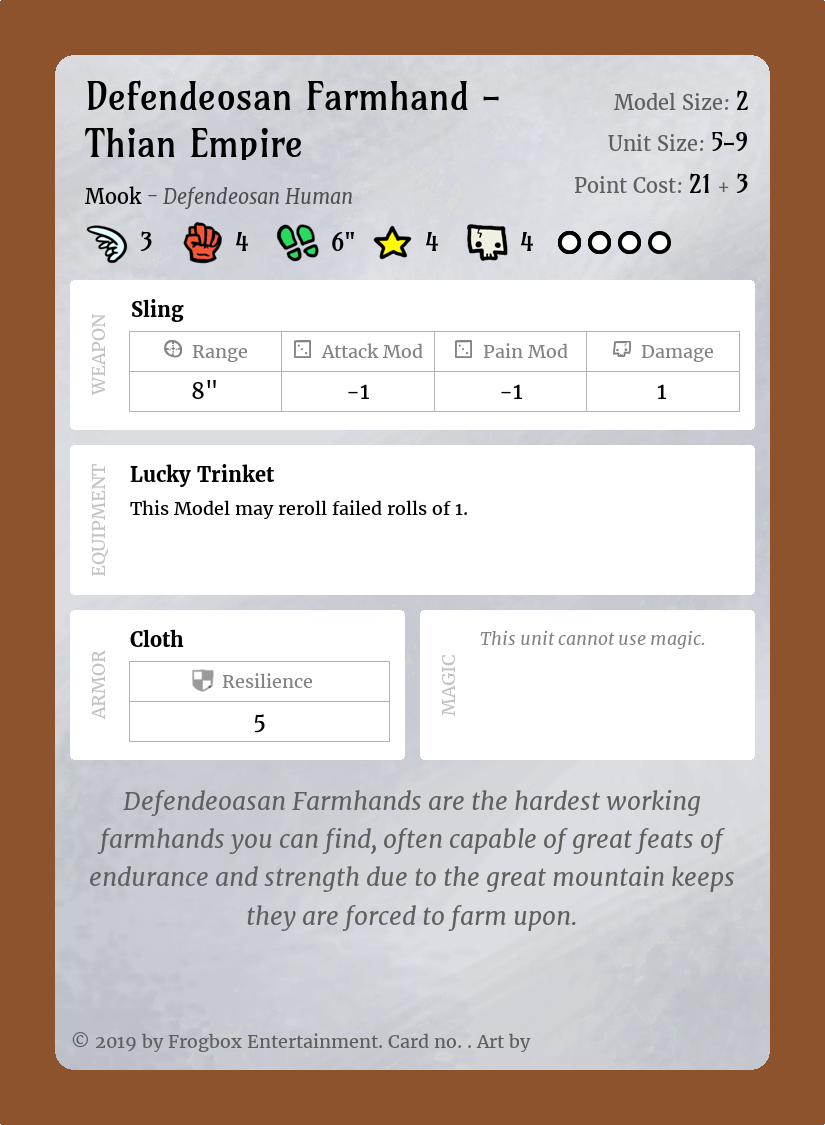 Defendeosan Farmhand –
Thian Empire
Model Size: 2
Unit Size: 5–9
Point Cost: 21 + 3
Mook – Defendeosan Human
3 4 6" 4 4
WEAPON
Sling
Range Attack Mod Pain Mod Damage
8" -1 -1 1
EQUIPMENT
Lucky Trinket
This Model may reroll failed rolls of 1.
ARMOR
Cloth
Resilience
5
MAGIC
This unit cannot use magic.
Defendeoasan Farmhands are the hardest working
farmhands you can find, often capable of great feats of
endurance and strength due to the great mountain keeps
they are forced to farm upon.
© 2019 by Frogbox Entertainment. Card no. . Art by